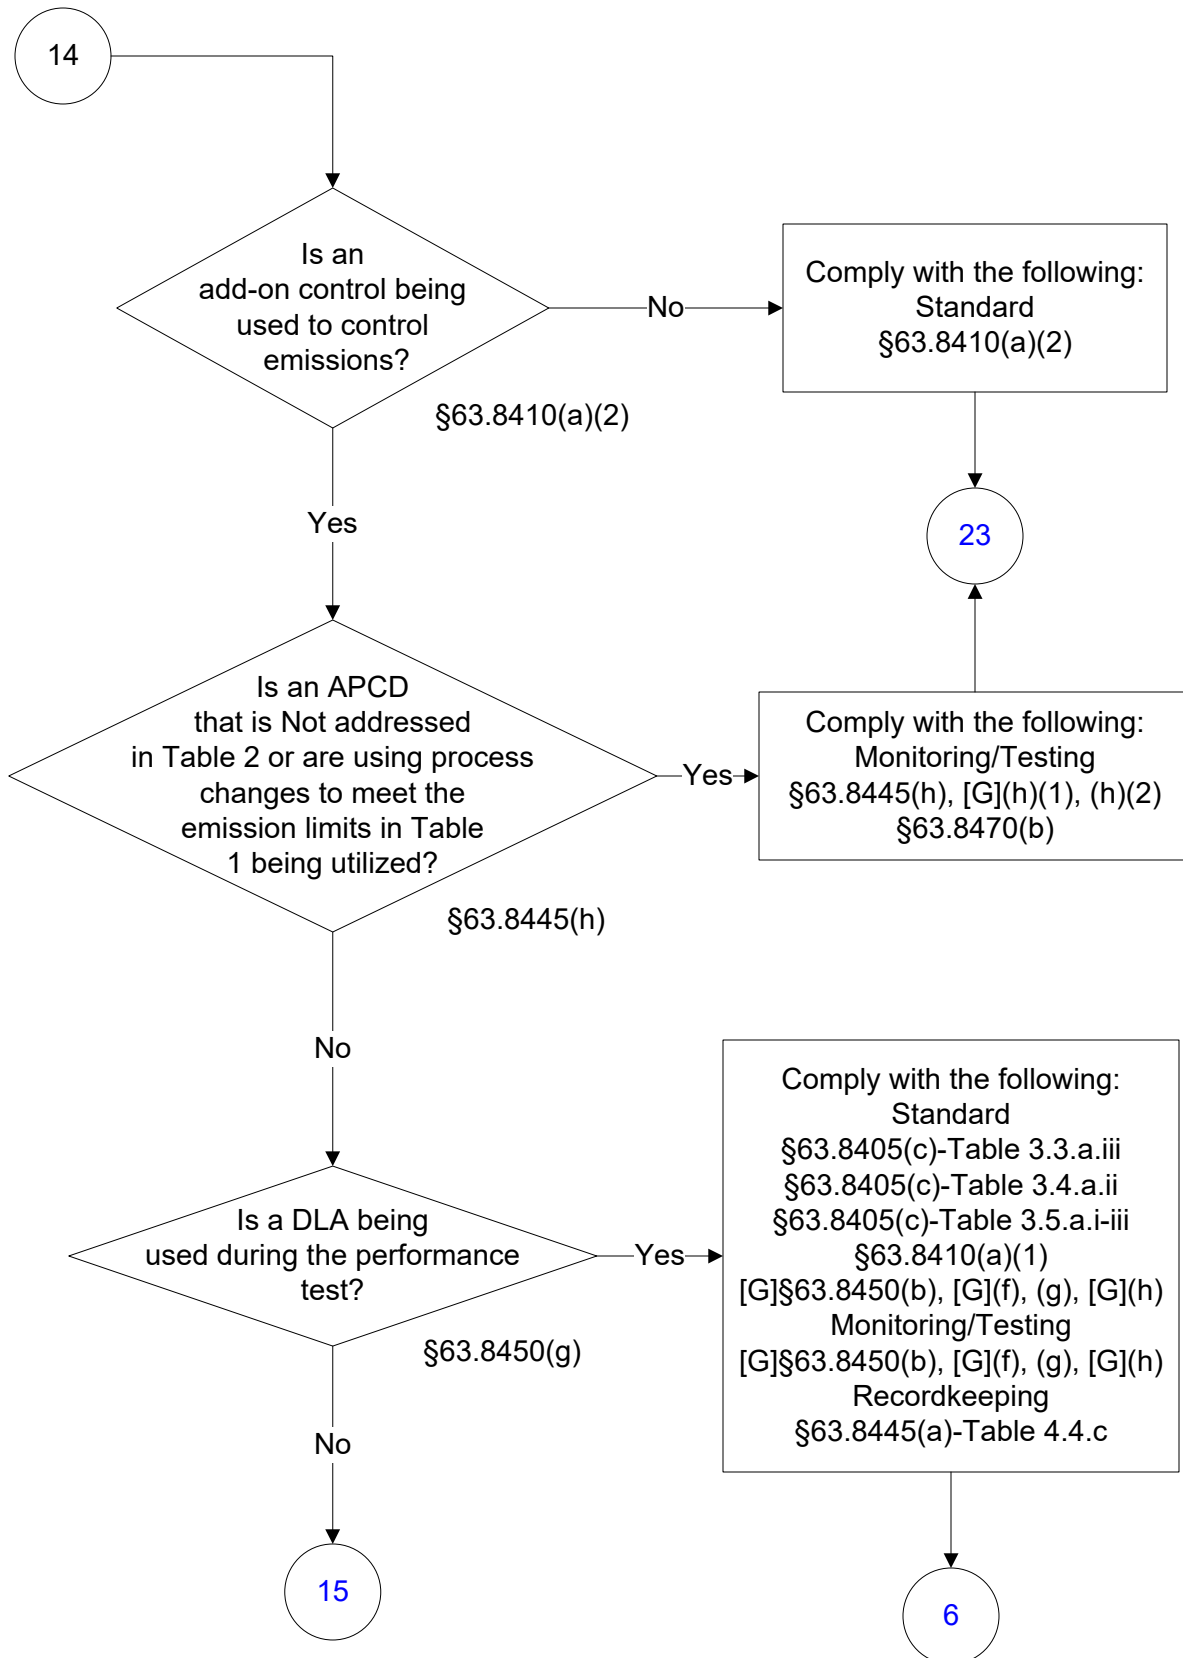 14
Is an
add-on control being
used to control
emissions?
§63.8410(a)(2)
No
Comply with the following:
Standard
§63.8410(a)(2)
23
Yes
Is an APCD
that is Not addressed
in Table 2 or are using process
changes to meet the
emission limits in Table
1 being utilized?
§63.8445(h)
Yes
Comply with the following:
Monitoring/Testing
§63.8445(h), [G](h)(1), (h)(2)
§63.8470(b)
No
Is a DLA being
used during the performance
test?
§63.8450(g)
Yes
Comply with the following:
Standard
§63.8405(c)-Table 3.3.a.iii
§63.8405(c)-Table 3.4.a.ii
§63.8405(c)-Table 3.5.a.i-iii
§63.8410(a)(1)
[G]§63.8450(b), [G](f), (g), [G](h)
Monitoring/Testing
[G]§63.8450(b), [G](f), (g), [G](h)
Recordkeeping
§63.8445(a)-Table 4.4.c
No
15
6